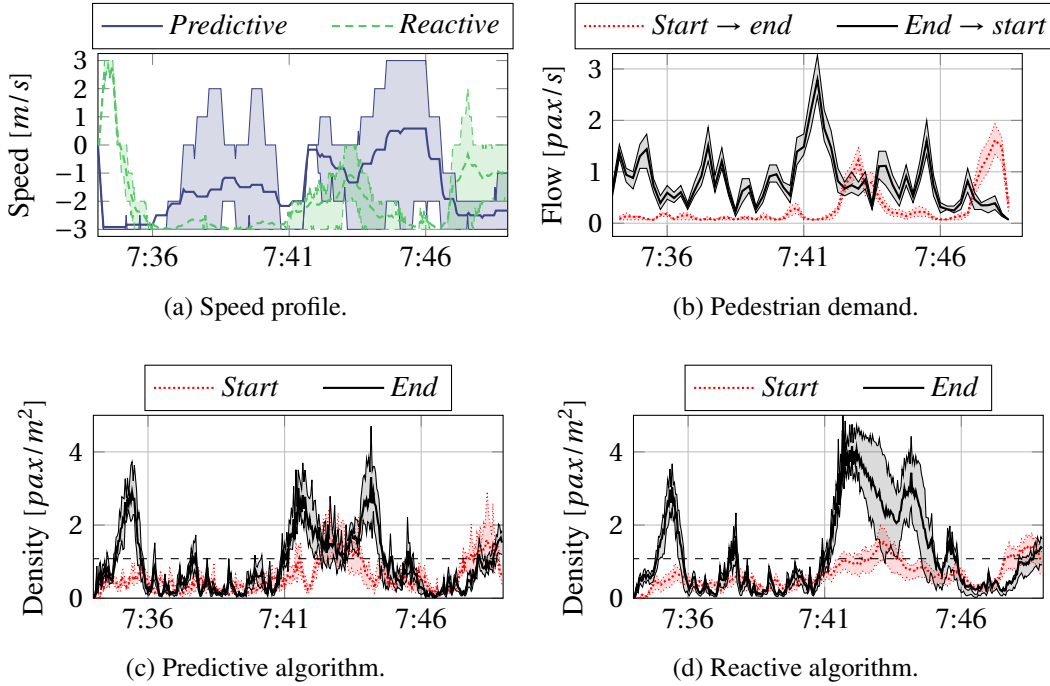 Predictive Reactive
Speed [m/s]
3
2
1
0
−1
−2
−3
7:36 7:41 7:46
(a) Speed profile.
Start → end End → start
Flow [pax/s]
3
2
1
0
7:36 7:41 7:46
(b) Pedestrian demand.
Start End
Density [pax/m²]
4
2
0
7:36 7:41 7:46
(c) Predictive algorithm.
Start End
Density [pax/m²]
4
2
0
7:36 7:41 7:46
(d) Reactive algorithm.